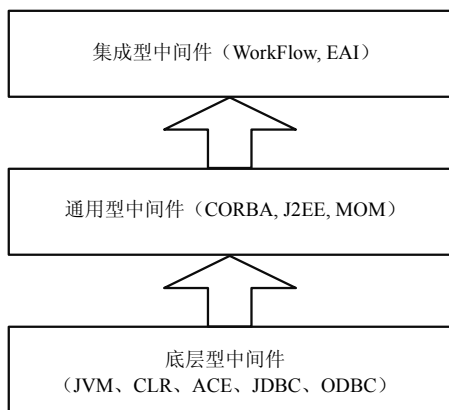 集成型中间件（WorkFlow, EAI）
通用型中间件（CORBA, J2EE, MOM）
底层型中间件
（JVM、CLR、ACE、JDBC、ODBC）